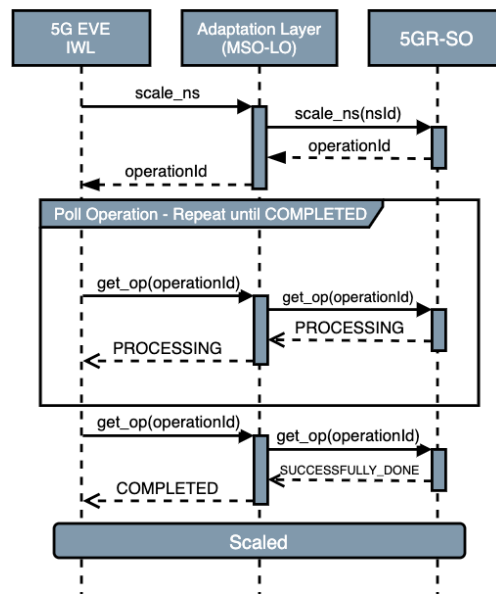 5G EVE
IWL
Adaptation Layer
(MSO-LO)
5GR-SO
scale_ns
scale_ns(nsId)
operationId
operationId
Poll Operation - Repeat until COMPLETED
get_op(operationId)
get_op(operationId)
PROCESSING
PROCESSING
get_op(operationId)
get_op(operationId)
SUCCESSFULLY_DONE
COMPLETED
Scaled